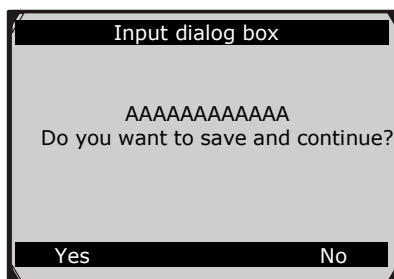 Input dialog box
AAAAAAAAAAAA
Do you want to save and continue?
Yes No